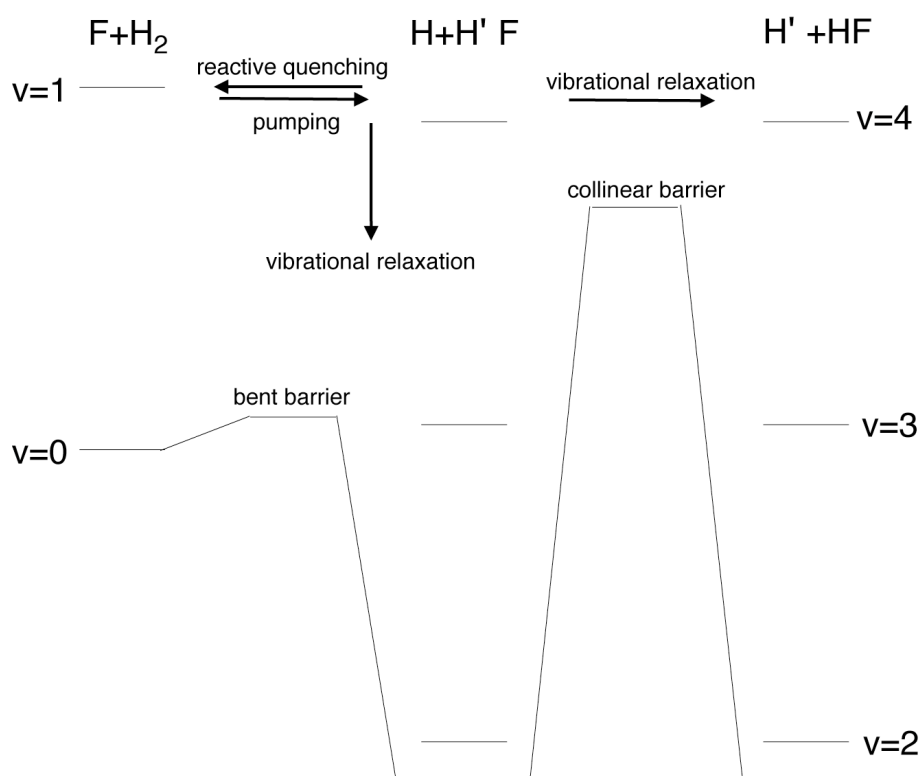 F+H₂
H+H' F
H' +HF
reactive quenching
v=1
pumping
vibrational relaxation
v=4
collinear barrier
vibrational relaxation
bent barrier
v=0
v=3
v=2